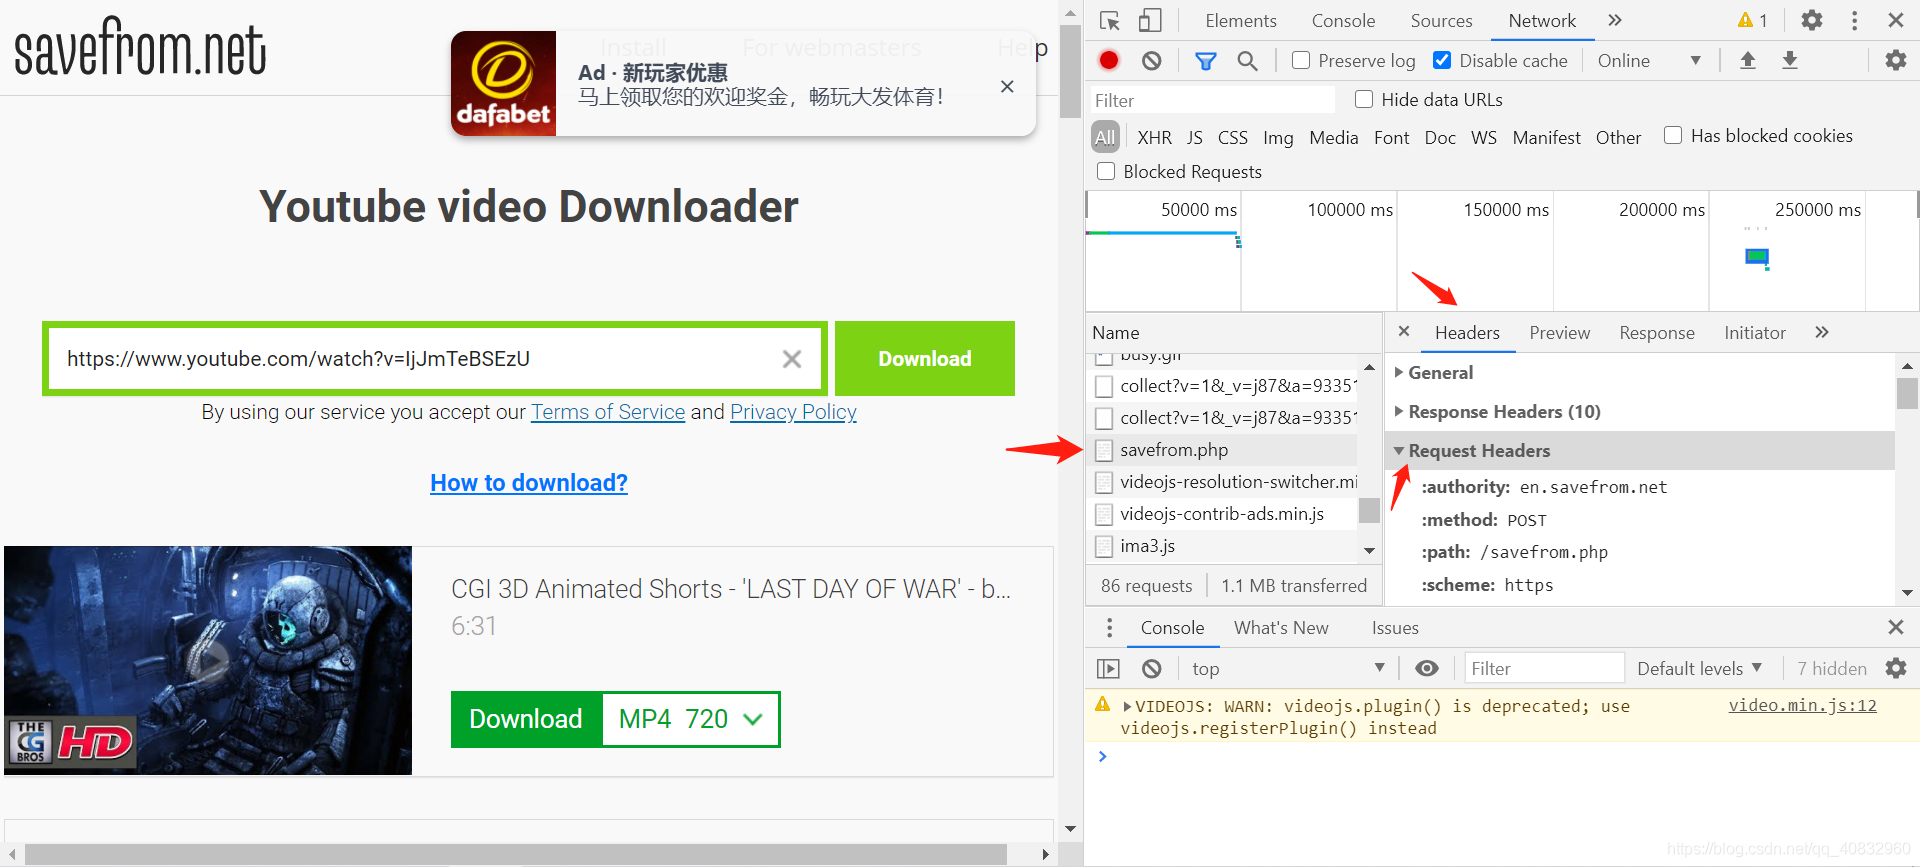 savefrom.net
Install
For webmasters
Help
dafabet
Ad · 新玩家优惠
马上领取您的欢迎奖金，畅玩大发体育！
Youtube video Downloader
https://www.youtube.com/watch?v=IjJmTeBSEzU
Download
By using our service you accept our Terms of Service and Privacy Policy
How to download?
CGI 3D Animated Shorts - 'LAST DAY OF WAR' - b...
6:31
Download MP4 720
THE CG BROS HD
Elements Console Sources Network 1
Preserve log Disable cache Online
Filter Hide data URLs
All XHR JS CSS Img Media Font Doc WS Manifest Other Has blocked cookies
Blocked Requests
50000 ms 100000 ms 150000 ms 200000 ms 250000 ms
Name
busy.gif
collect?v=1&_v=j87&a=93351
collect?v=1&_v=j87&a=93351
savefrom.php
videojs-resolution-switcher.mi
videojs-contrib-ads.min.js
ima3.js
86 requests 1.1 MB transferred
Headers Preview Response Initiator
General
Response Headers (10)
Request Headers
:authority: en.savefrom.net
:method: POST
:path: /savefrom.php
:scheme: https
Console What's New Issues
top Filter Default levels 7 hidden
VIDEOJS: WARN: videojs.plugin() is deprecated; use video.min.js:12
videojs.registerPlugin() instead
https://blog.csdn.net/qq_40832960